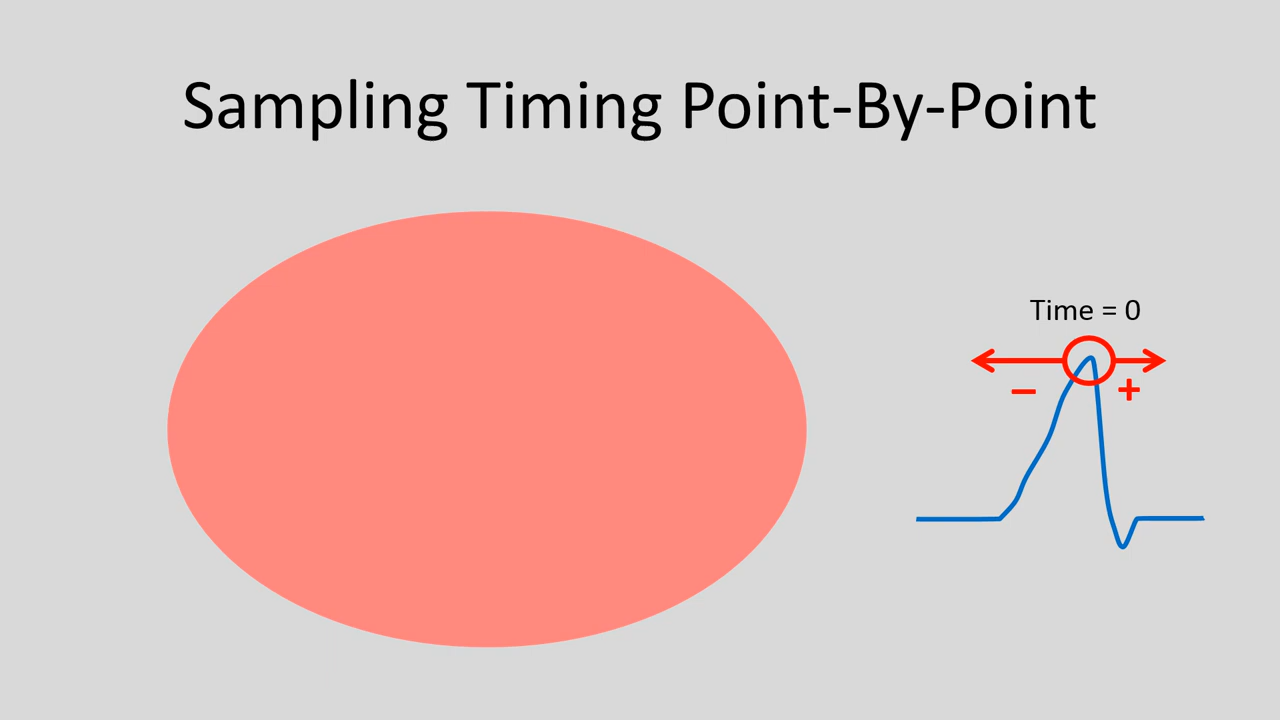 Sampling Timing Point-By-Point
Time = 0
− +